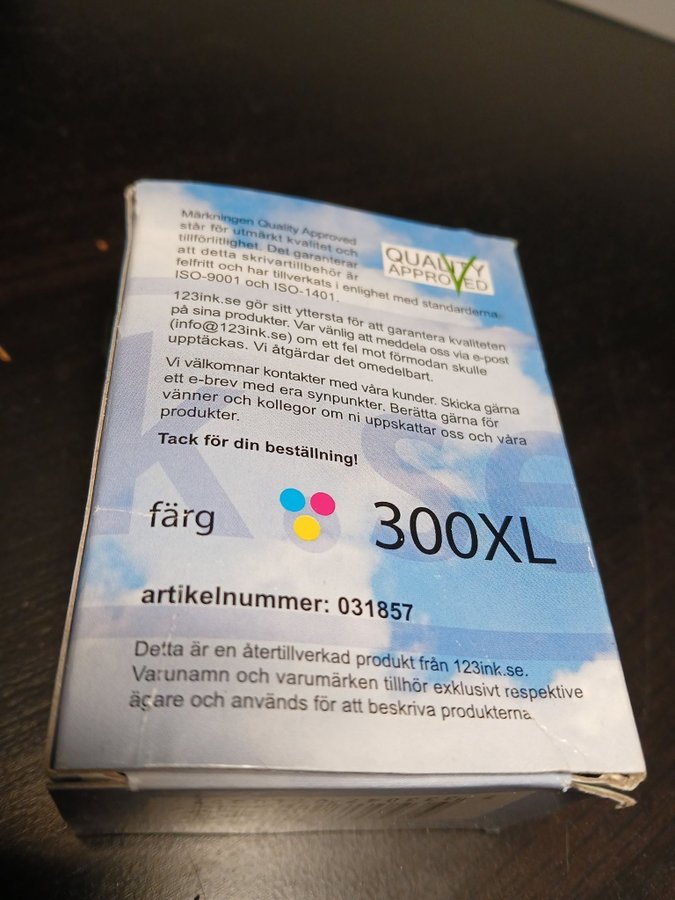 Märkningen Quality Approved
står för utmärkt kvalitet och
tillförlitlighet. Det garanterar
att detta skrivartillbehör är
felfritt och har tillverkats i enlighet med standarderna
ISO-9001 och ISO-1401.
QUALITY
APPROVED
123ink.se gör sitt yttersta för att garantera kvaliteten
på sina produkter. Var vänlig att meddela oss via e-post
(info@123ink.se) om ett fel mot förmodan skulle
upptäckas. Vi åtgärdar det omedelbart.
Vi välkomnar kontakter med våra kunder. Skicka gärna
ett e-brev med era synpunkter. Berätta gärna för
vänner och kollegor om ni uppskattar oss och våra
produkter.
Tack för din beställning!
k.se
färg
300XL
artikelnummer: 031857
Detta är en återtillverkad produkt från 123ink.se.
Varunamn och varumärken tillhör exklusivt respektive
ägare och används för att beskriva produkterna.